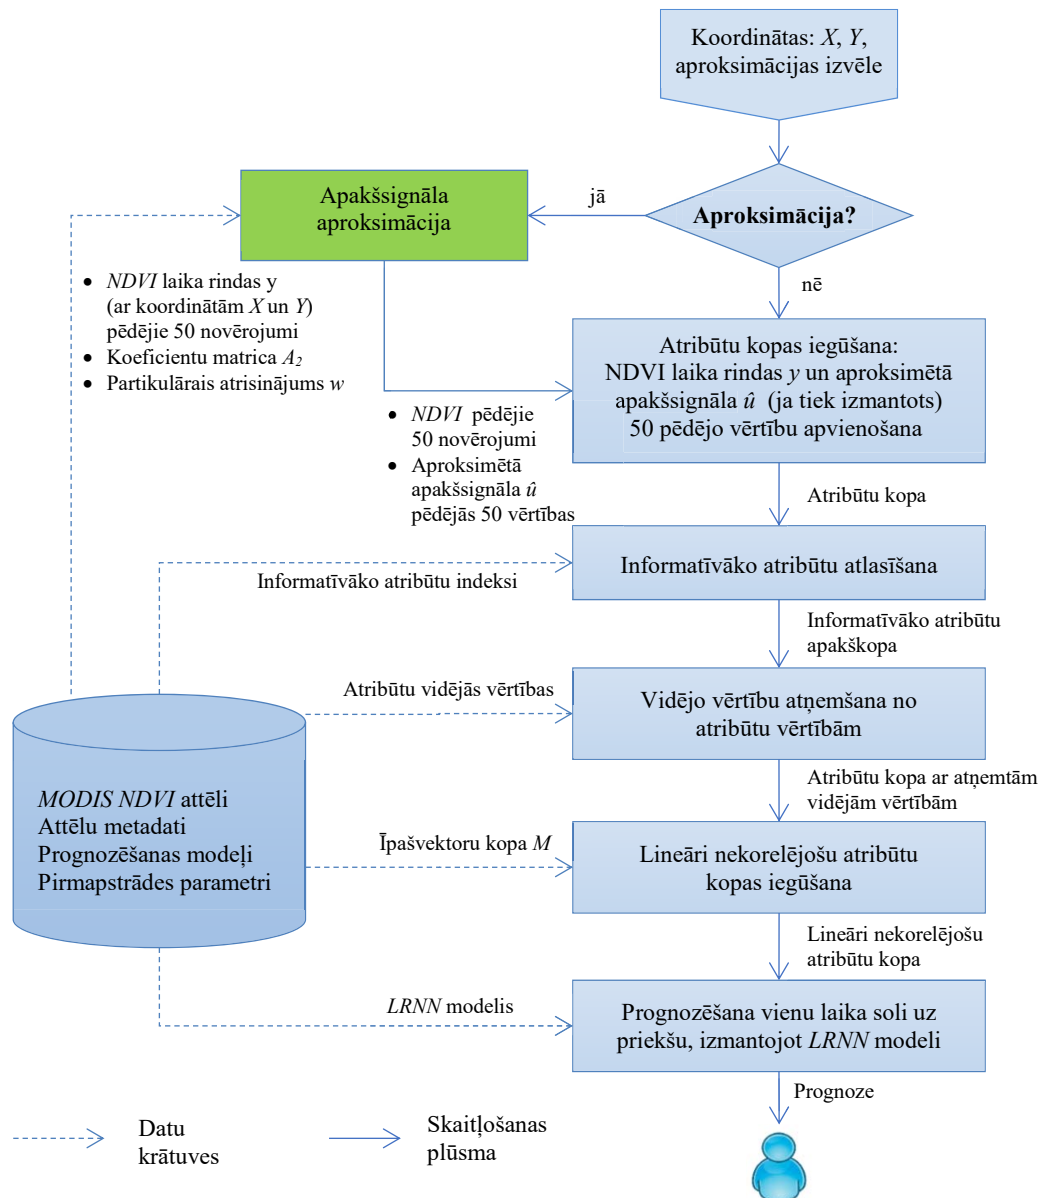 Koordinātas: X, Y,
aproksimācijas izvēle
Aproksimācija?
jā
nē
Apakšsignāla
aproksimācija
• NDVI laika rindas y
(ar koordinātām X un Y)
pēdējie 50 novērojumi
• Koeficientu matrica A₂
• Partikulārais atrisinājums w
• NDVI pēdējie
50 novērojumi
• Aproksimētā
apakšsignāla û
pēdējās 50 vērtības
Atribūtu kopas iegūšana:
NDVI laika rindas y un aproksimētā
apakšsignāla û (ja tiek izmantots)
50 pēdējo vērtību apvienošana
Atribūtu kopa
Informatīvāko atribūtu indeksi
Informatīvāko atribūtu atlasīšana
Informatīvāko atribūtu
apakškopa
Atribūtu vidējās vērtības
Vidējo vērtību atņemšana no
atribūtu vērtībām
Atribūtu kopa ar atņemtām
vidējām vērtībām
MODIS NDVI attēli
Attēlu metadati
Prognozēšanas modeļi
Pirmapstrādes parametri
Īpašvektoru kopa M
Lineāri nekorelējošu atribūtu
kopas iegūšana
Lineāri nekorelējošu
atribūtu kopa
LRNN modelis
Prognozēšana vienu laika soli uz
priekšu, izmantojot LRNN modeli
Prognoze
Datu
krātuves
Skaitļošanas
plūsma